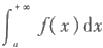 ∫_a^{+∞} f(x)dx